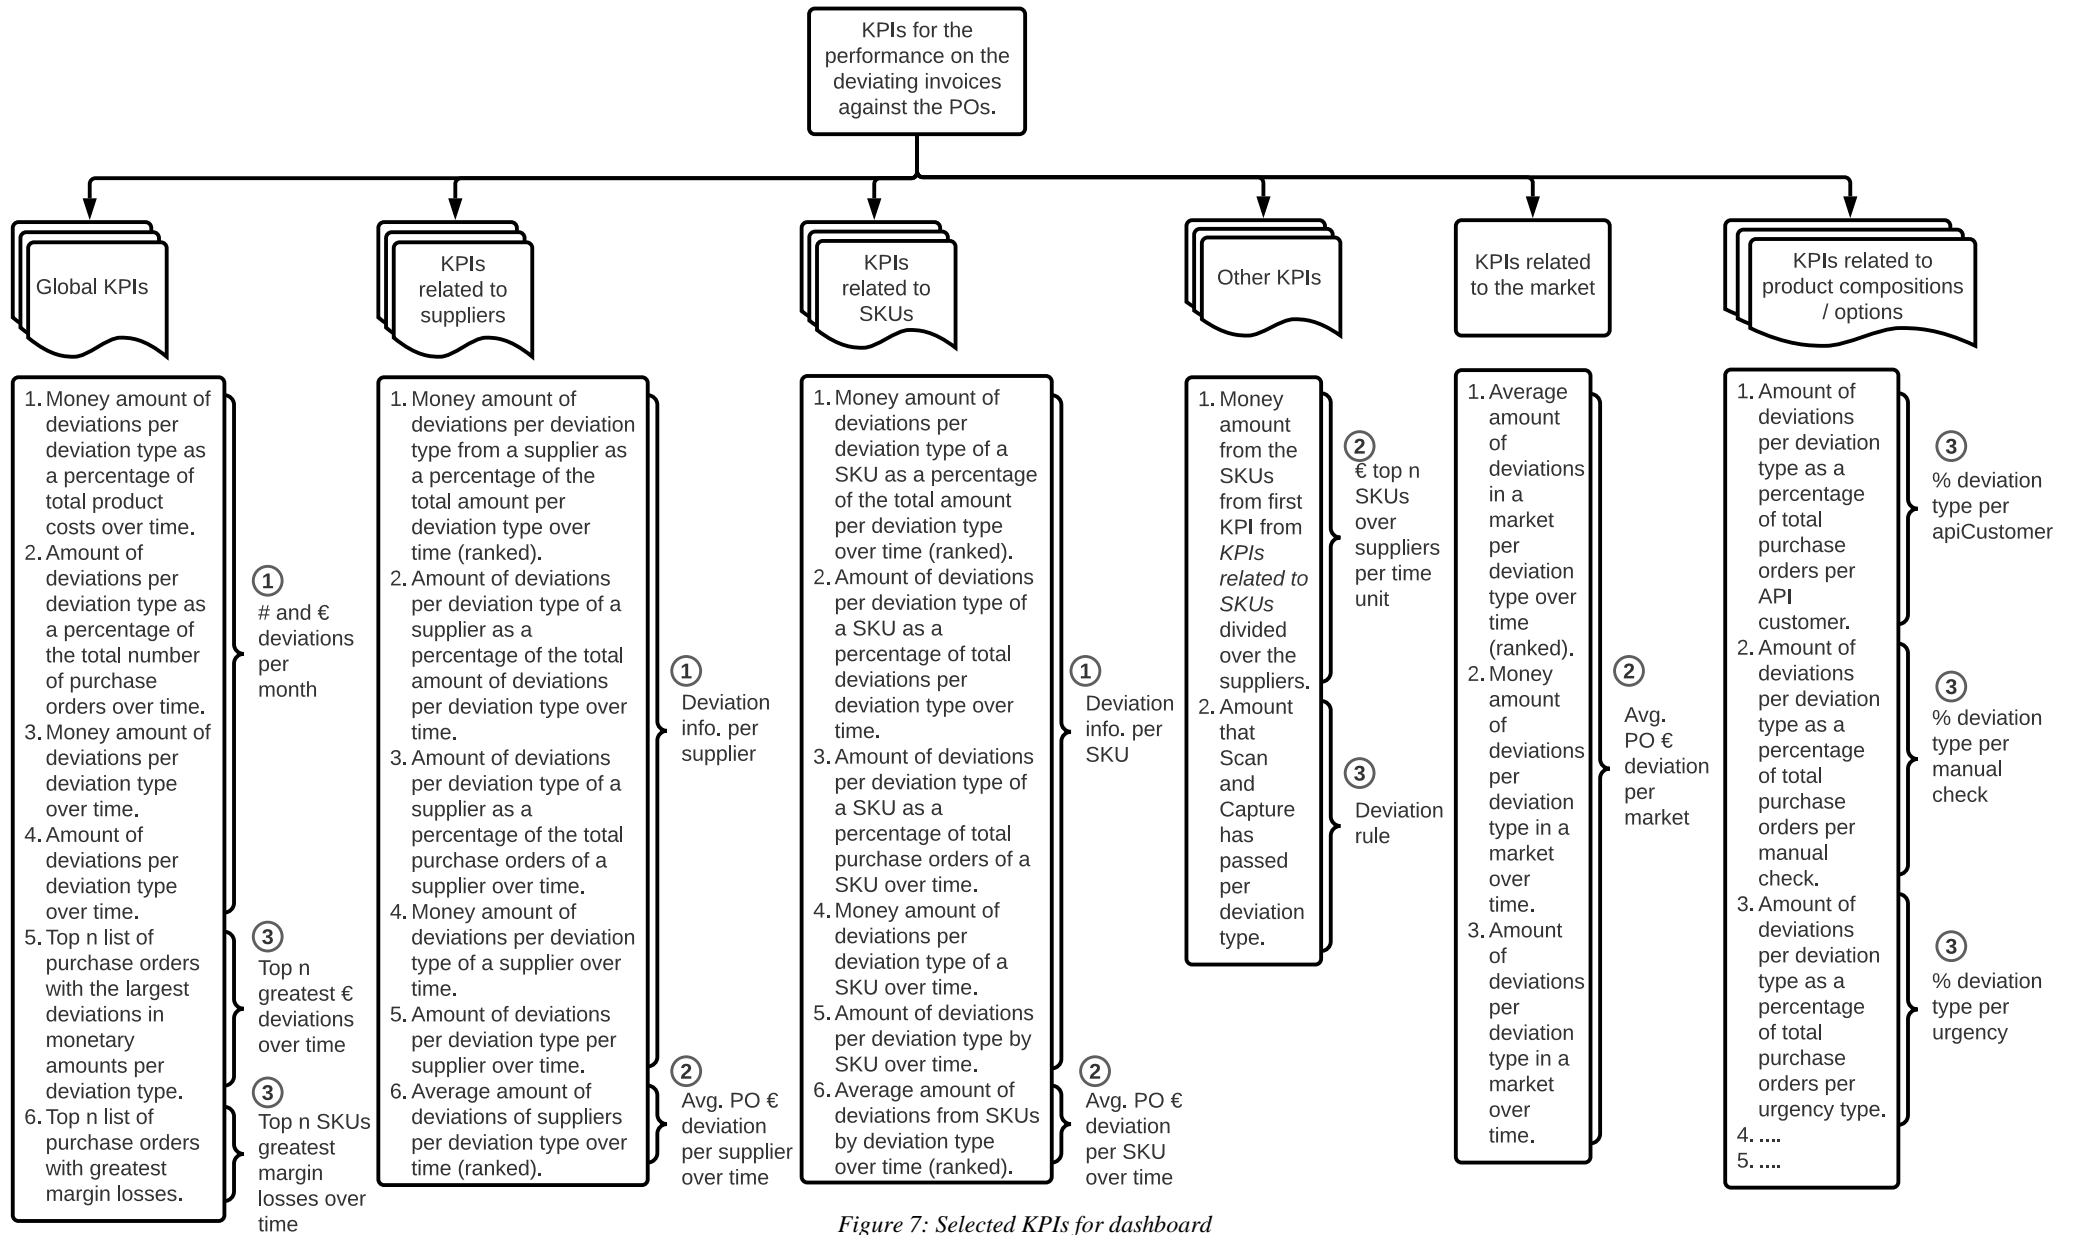 KPIs for the
performance on the
deviating invoices
against the POs.
Global KPIs
1. Money amount of
deviations per
deviation type as
a percentage of
total product
costs over time.
2. Amount of
deviations per
deviation type as
a percentage of
the total number
of purchase
orders over time.
3. Money amount of
deviations per
deviation type
over time.
4. Amount of
deviations per
deviation type
over time.
5. Top n list of
purchase orders
with the largest
deviations in
monetary
amounts per
deviation type.
6. Top n list of
purchase orders
with greatest
margin losses.
1
# and €
deviations
per
month
3
Top n
greatest €
deviations
over time
3
Top n SKUs
greatest
margin
losses over
time
KPIs
related to
suppliers
1. Money amount of
deviations per deviation
type from a supplier as
a percentage of the
total amount per
deviation type over
time (ranked).
2. Amount of deviations
per deviation type of a
supplier as a
percentage of the total
amount of deviations
per deviation type over
time.
3. Amount of deviations
per deviation type of a
supplier as a
percentage of the total
purchase orders of a
supplier over time.
4. Money amount of
deviations per deviation
type of a supplier over
time.
5. Amount of deviations
per deviation type per
supplier over time.
6. Average amount of
deviations of suppliers
per deviation type over
time (ranked).
1
Deviation
info. per
supplier
2
Avg. PO €
deviation
per supplier
over time
KPIs
related to
SKUs
1. Money amount of
deviations per
deviation type of a
SKU as a percentage
of the total amount
per deviation type
over time (ranked).
2. Amount of deviations
per deviation type of
a SKU as a
percentage of total
deviations per
deviation type over
time.
3. Amount of deviations
per deviation type of
a SKU as a
percentage of total
purchase orders of a
SKU over time.
4. Money amount of
deviations per
deviation type of a
SKU over time.
5. Amount of deviations
per deviation type by
SKU over time.
6. Average amount of
deviations from SKUs
by deviation type
over time (ranked).
1
Deviation
info. per
SKU
2
Avg. PO €
deviation
per SKU
over time
Other KPIs
1. Money
amount
from the
SKUs
from first
KPI from
KPIs
related to
SKUs
divided
over the
suppliers.
2. Amount
that
Scan
and
Capture
has
passed
per
deviation
type.
2
€ top n
SKUs
over
suppliers
per time
unit
3
Deviation
rule
KPIs related
to the market
1. Average
amount
of
deviations
in a
market
per
deviation
type over
time
(ranked).
2. Money
amount
of
deviations
per
deviation
type in a
market
over
time.
3. Amount
of
deviations
per
deviation
type in a
market
over
time.
2
Avg.
PO €
deviation
per
market
KPIs related to
product compositions
/ options
1. Amount of
deviations
per deviation
type as a
percentage
of total
purchase
orders per
API
customer.
2. Amount of
deviations
per deviation
type as a
percentage
of total
purchase
orders per
manual
check.
3. Amount of
deviations
per deviation
type as a
percentage
of total
purchase
orders per
urgency type.
4. ....
5. ....
3
% deviation
type per
apiCustomer
3
% deviation
type per
manual
check
3
% deviation
type per
urgency
Figure 7: Selected KPIs for dashboard